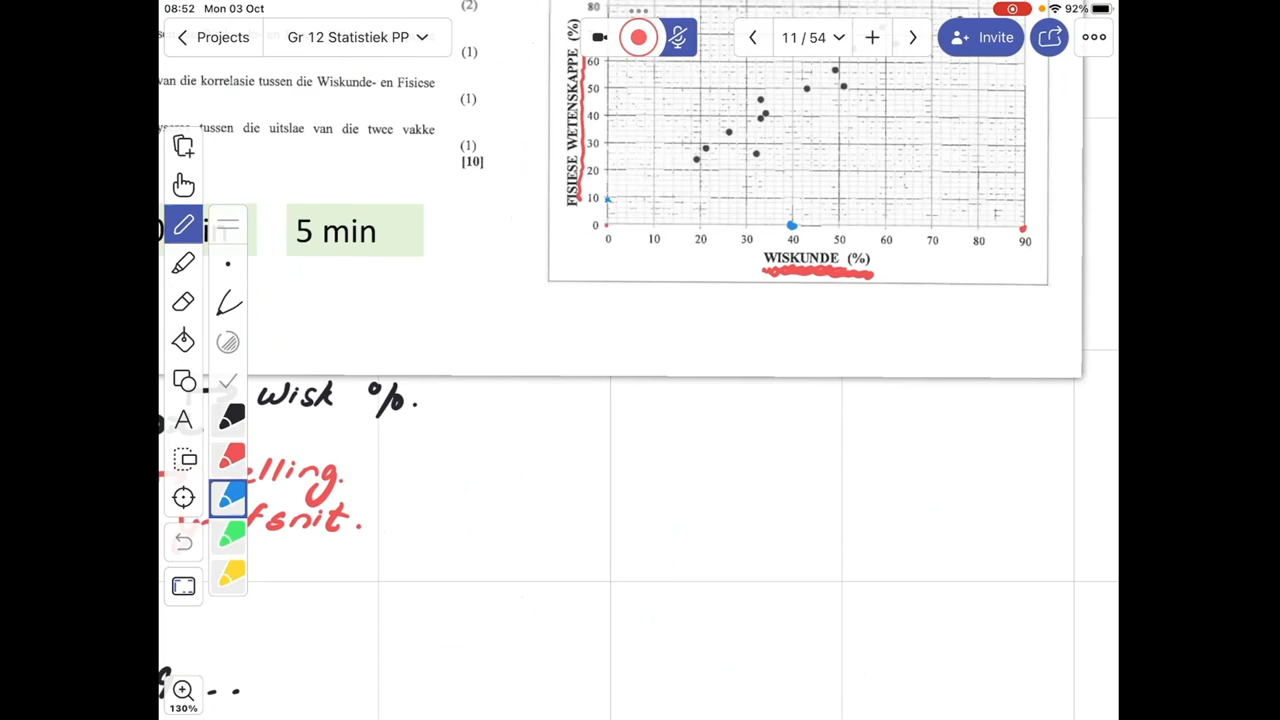 08:52 Mon 03 Oct
92%
Projects
Gr 12 Statistiek PP
11 / 54
Invite
(2)
(1)
van die korrelasie tussen die Wiskunde- en Fisiese
(1)
tussen die uitslae van die twee vakke
(1)
[10]
5 min
FISIESE WETENSKAPPE (%)
80
60
50
40
30
20
10
0
0 10 20 30 40 50 60 70 80 90
WISKUNDE (%)
wisk %.
A
130%